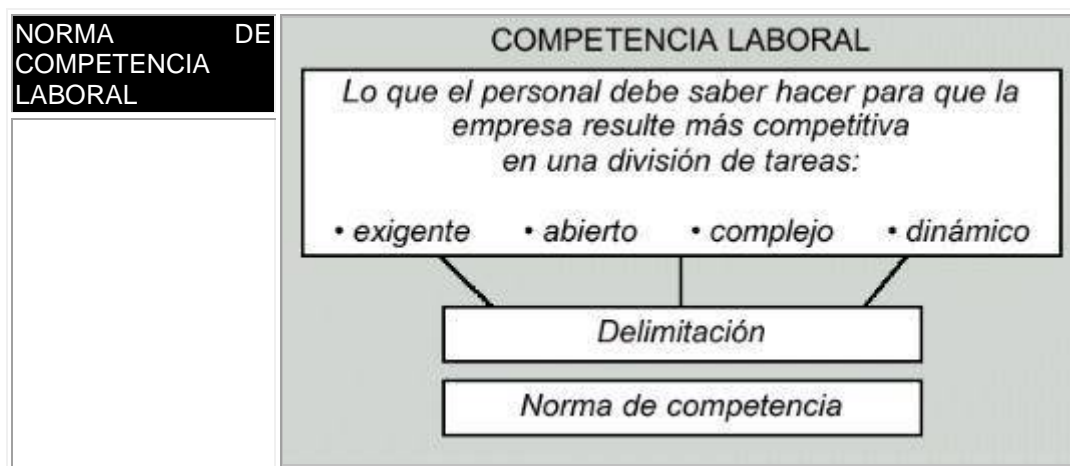 NORMA DE
COMPETENCIA
LABORAL
COMPETENCIA LABORAL
Lo que el personal debe saber hacer para que la
empresa resulte más competitiva
en una división de tareas:
• exigente • abierto • complejo • dinámico
Delimitación
Norma de competencia